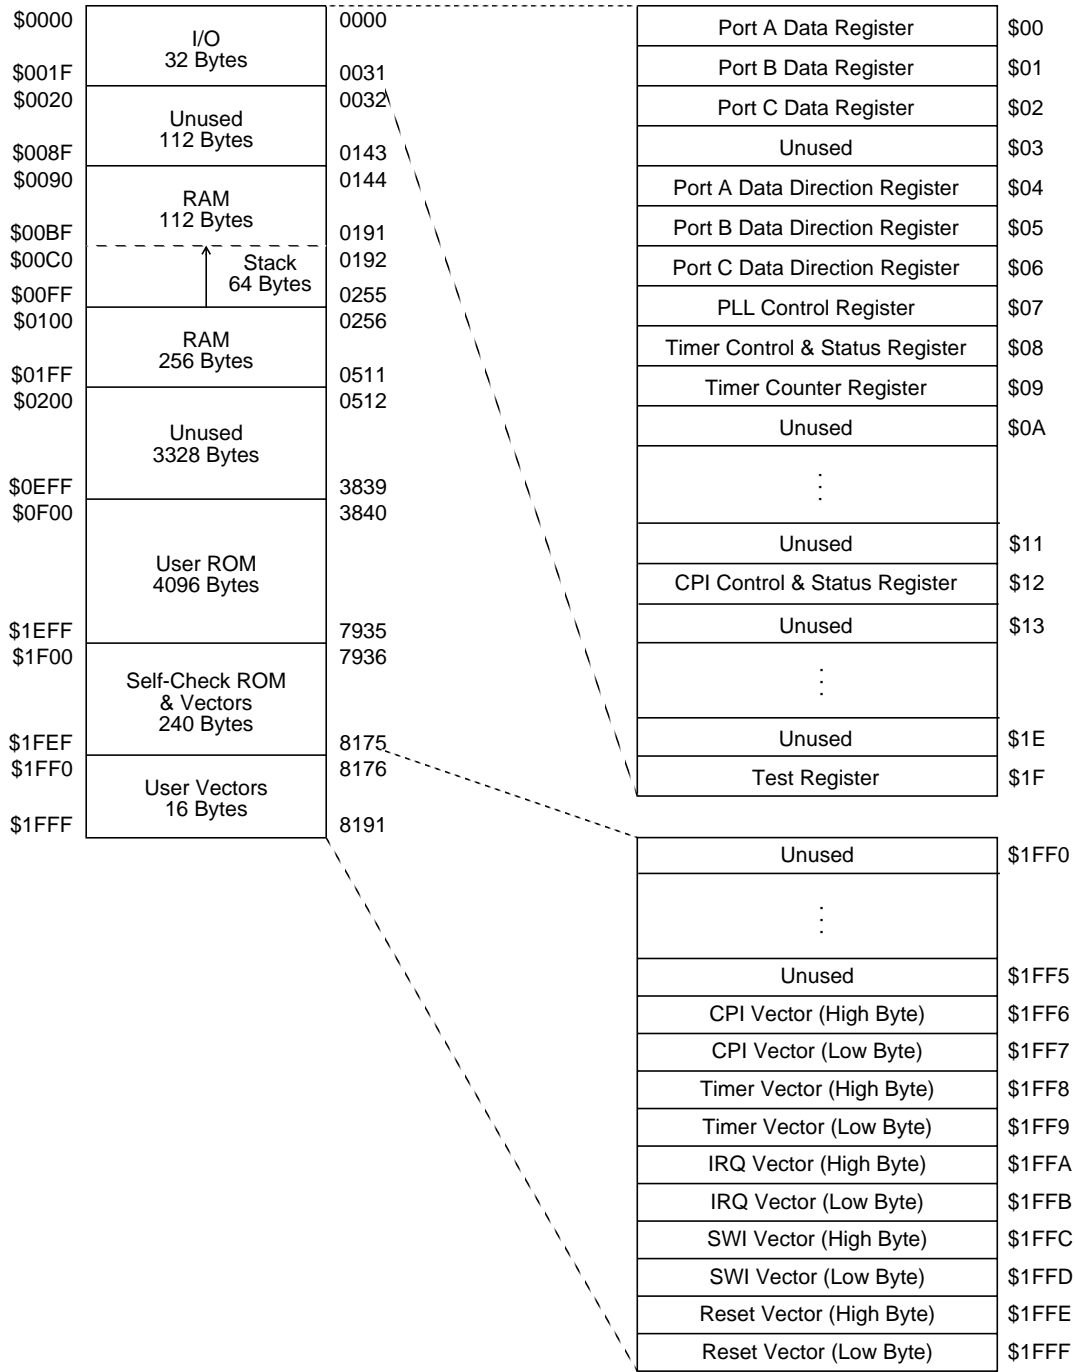 $0000
I/O
32 Bytes
0000
$001F
0031
$0020
Unused
112 Bytes
0032
$008F
0143
$0090
RAM
112 Bytes
0144
$00BF
0191
$00C0
Stack
64 Bytes
0192
$00FF
0255
$0100
RAM
256 Bytes
0256
$01FF
0511
$0200
Unused
3328 Bytes
0512
$0EFF
3839
$0F00
User ROM
4096 Bytes
3840
$1EFF
7935
$1F00
Self-Check ROM
& Vectors
240 Bytes
7936
$1FEF
8175
$1FF0
User Vectors
16 Bytes
8176
$1FFF
8191
Port A Data Register $00
Port B Data Register $01
Port C Data Register $02
Unused $03
Port A Data Direction Register $04
Port B Data Direction Register $05
Port C Data Direction Register $06
PLL Control Register $07
Timer Control & Status Register $08
Timer Counter Register $09
Unused $0A
Unused $11
CPI Control & Status Register $12
Unused $13
Unused $1E
Test Register $1F
Unused $1FF0
Unused $1FF5
CPI Vector (High Byte) $1FF6
CPI Vector (Low Byte) $1FF7
Timer Vector (High Byte) $1FF8
Timer Vector (Low Byte) $1FF9
IRQ Vector (High Byte) $1FFA
IRQ Vector (Low Byte) $1FFB
SWI Vector (High Byte) $1FFC
SWI Vector (Low Byte) $1FFD
Reset Vector (High Byte) $1FFE
Reset Vector (Low Byte) $1FFF